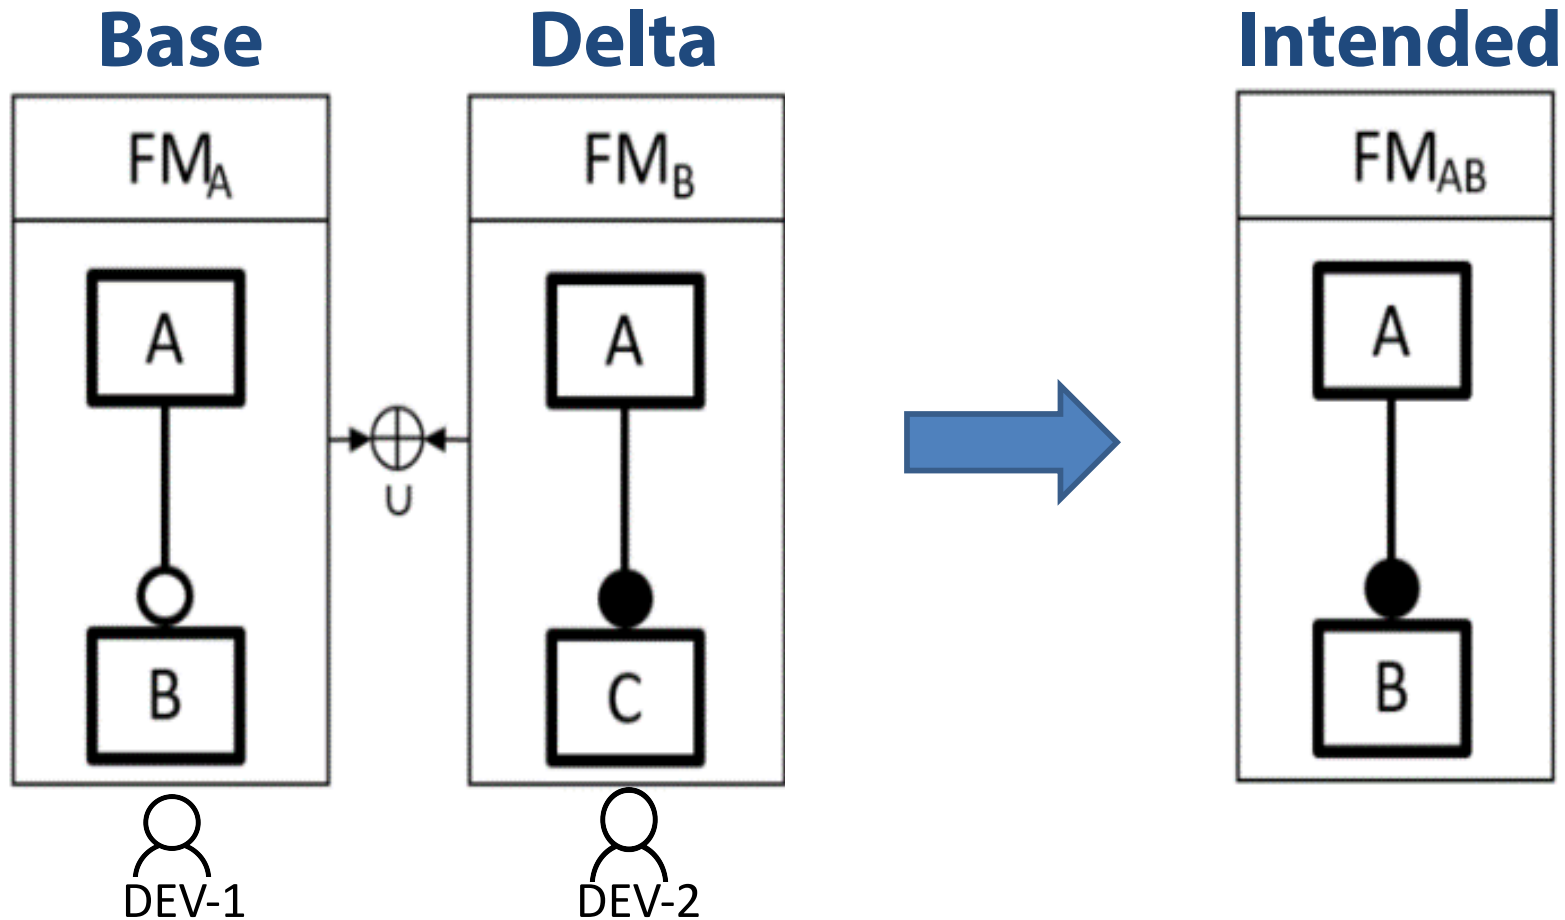 Base
Delta
Intended
FMA
FMB
FMAB
A
A
A
∪
B
C
B
DEV-1
DEV-2